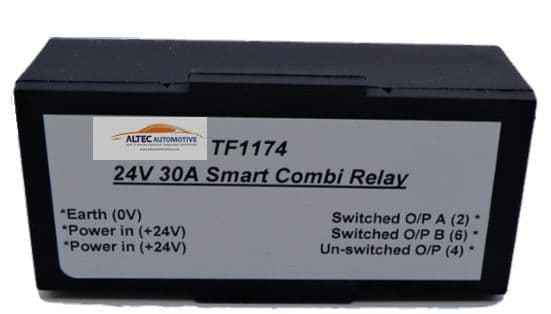 ALTEC AUTOMOTIVE
TF1174
24V 30A Smart Combi Relay
*Earth (0V)
*Power in (+24V)
*Power in (+24V)
Switched O/P A (2) *
Switched O/P B (6) *
Un-switched O/P (4) *